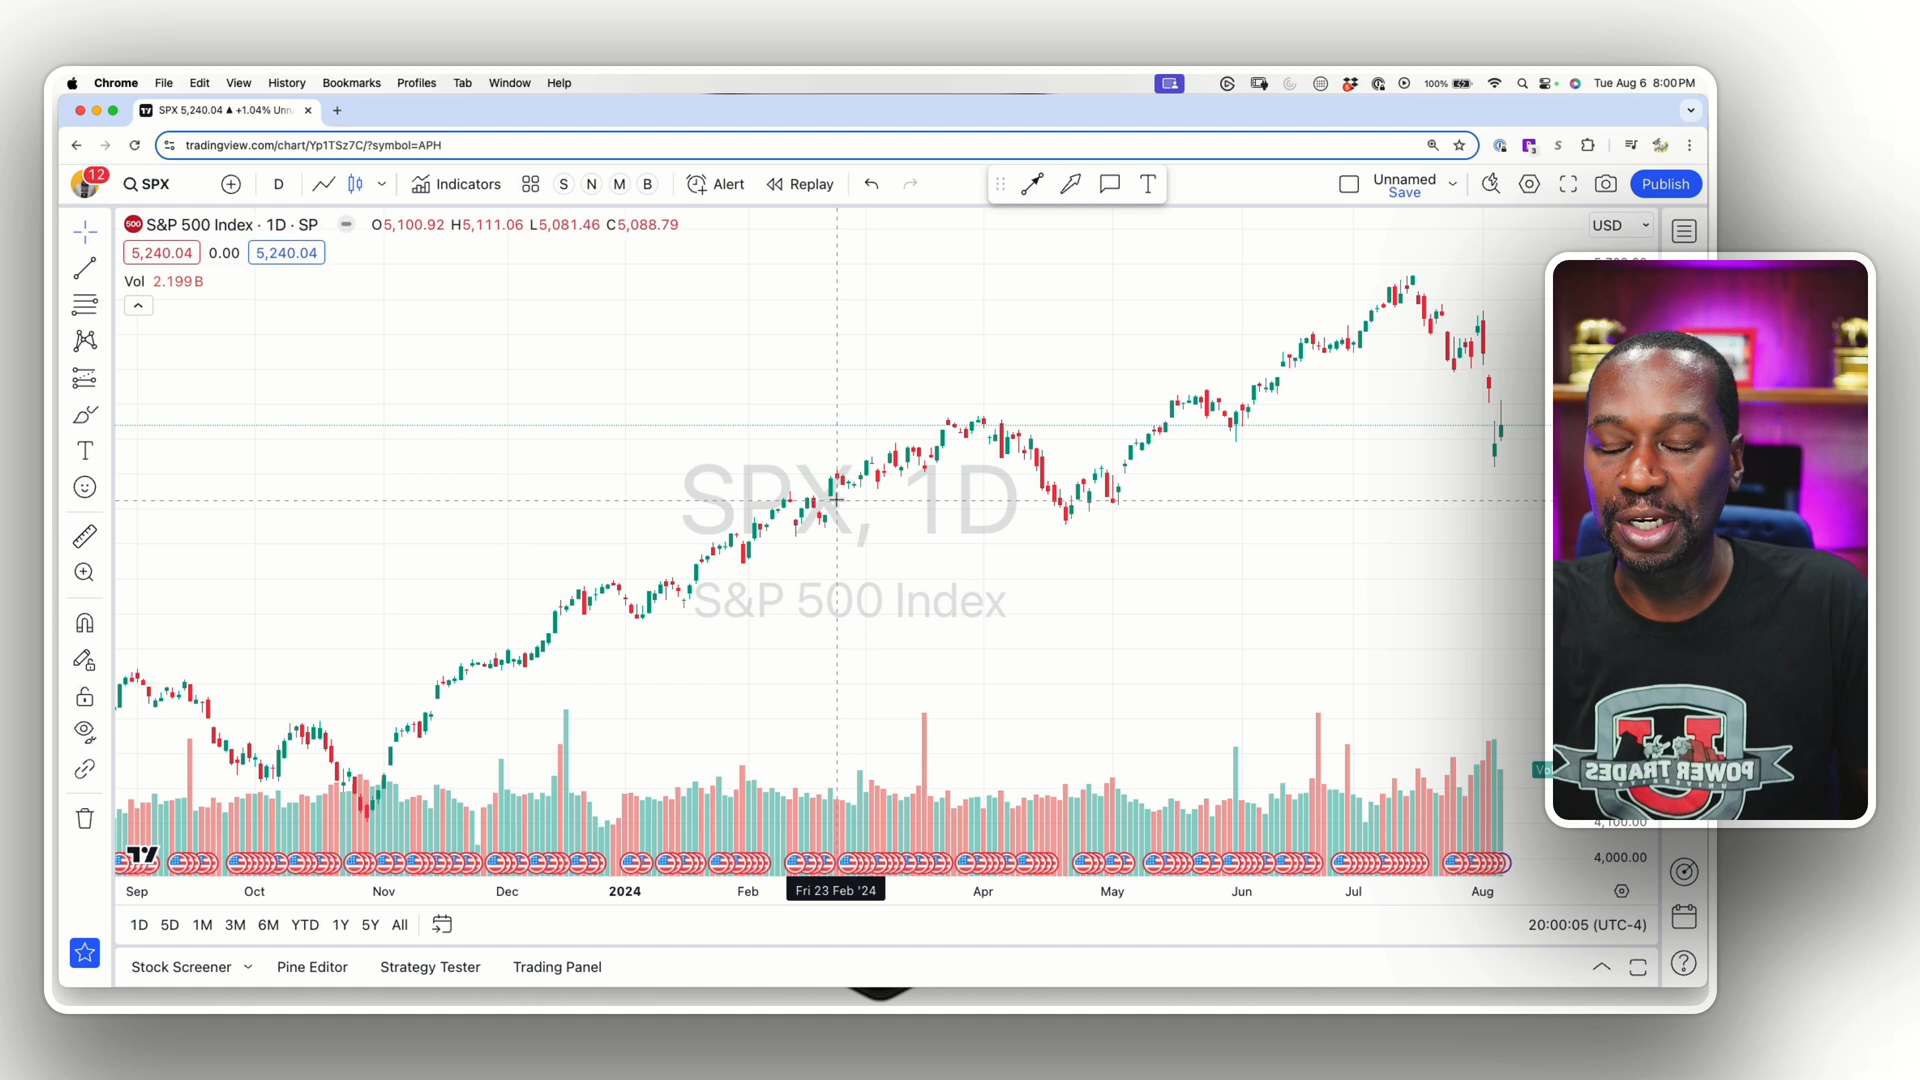 Chrome File Edit View History Bookmarks Profiles Tab Window Help 100% Tue Aug 6 8:00 PM
SPX 5,240.04 ▲ +1.04% Unn
tradingview.com/chart/Yp1TSz7C/?symbol=APH
12 SPX D Indicators S N M B Alert Replay T Unnamed Save Publish
500 S&P 500 Index · 1D · SP O5,100.92 H5,111.06 L5,081.46 C5,088.79 USD
5,240.04 0.00 5,240.04
Vol 2.199B
SPX, 1D
S&P 500 Index
POWER TRADES
4,000.00
Sep Oct Nov Dec 2024 Feb Fri 23 Feb '24 Apr May Jun Jul Aug
1D 5D 1M 3M 6M YTD 1Y 5Y All 20:00:05 (UTC-4)
Stock Screener Pine Editor Strategy Tester Trading Panel